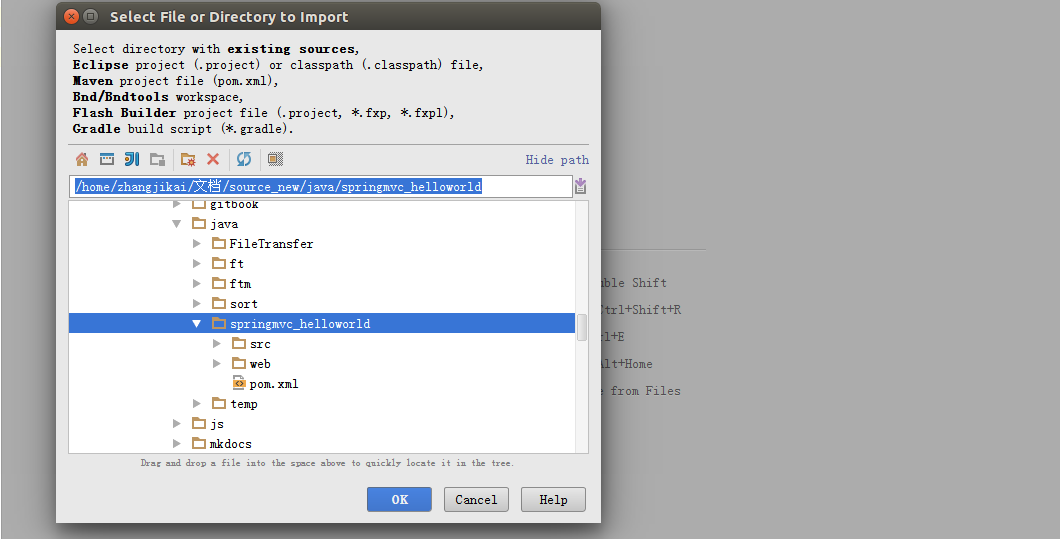 Select File or Directory to Import
Select directory with existing sources,
Eclipse project (.project) or classpath (.classpath) file,
Maven project file (pom.xml),
Bnd/Bndtools workspace,
Flash Builder project file (.project, *.fxp, *.fxpl),
Gradle build script (*.gradle).
Hide path
/home/zhangjikai/文档/source_new/java/springmvc_helloworld
gitbook
java
FileTransfer
ft
ftm
sort
springmvc_helloworld
src
web
pom.xml
temp
js
mkdocs
Drag and drop a file into the space above to quickly locate it in the tree.
OK Cancel Help
Shift
Ctrl+Shift+R
+E
Alt+Home
from Files